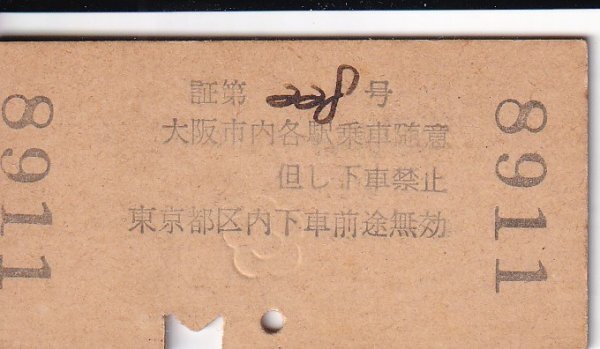 証第 号
大阪市内各駅乗車随意
但し下車禁止
東京都区内下車前途無効
8911
8911